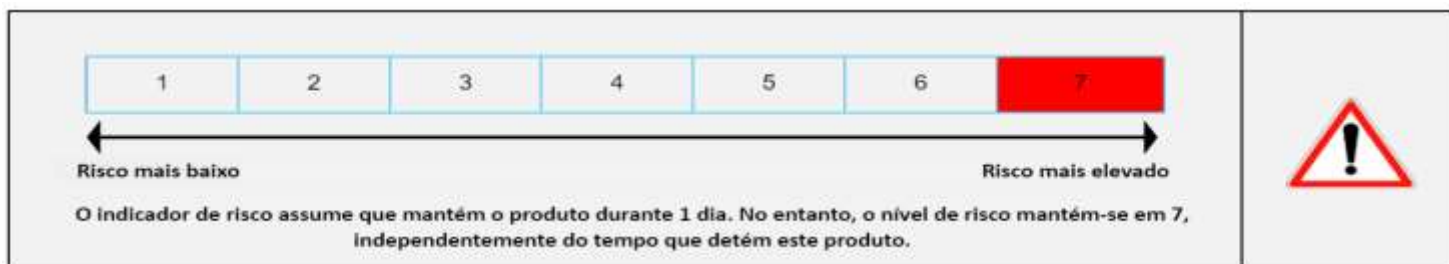 1 2 3 4 5 6 7
Risco mais baixo Risco mais elevado
O indicador de risco assume que mantém o produto durante 1 dia. No entanto, o nível de risco mantém-se em 7,
independentemente do tempo que detém este produto.